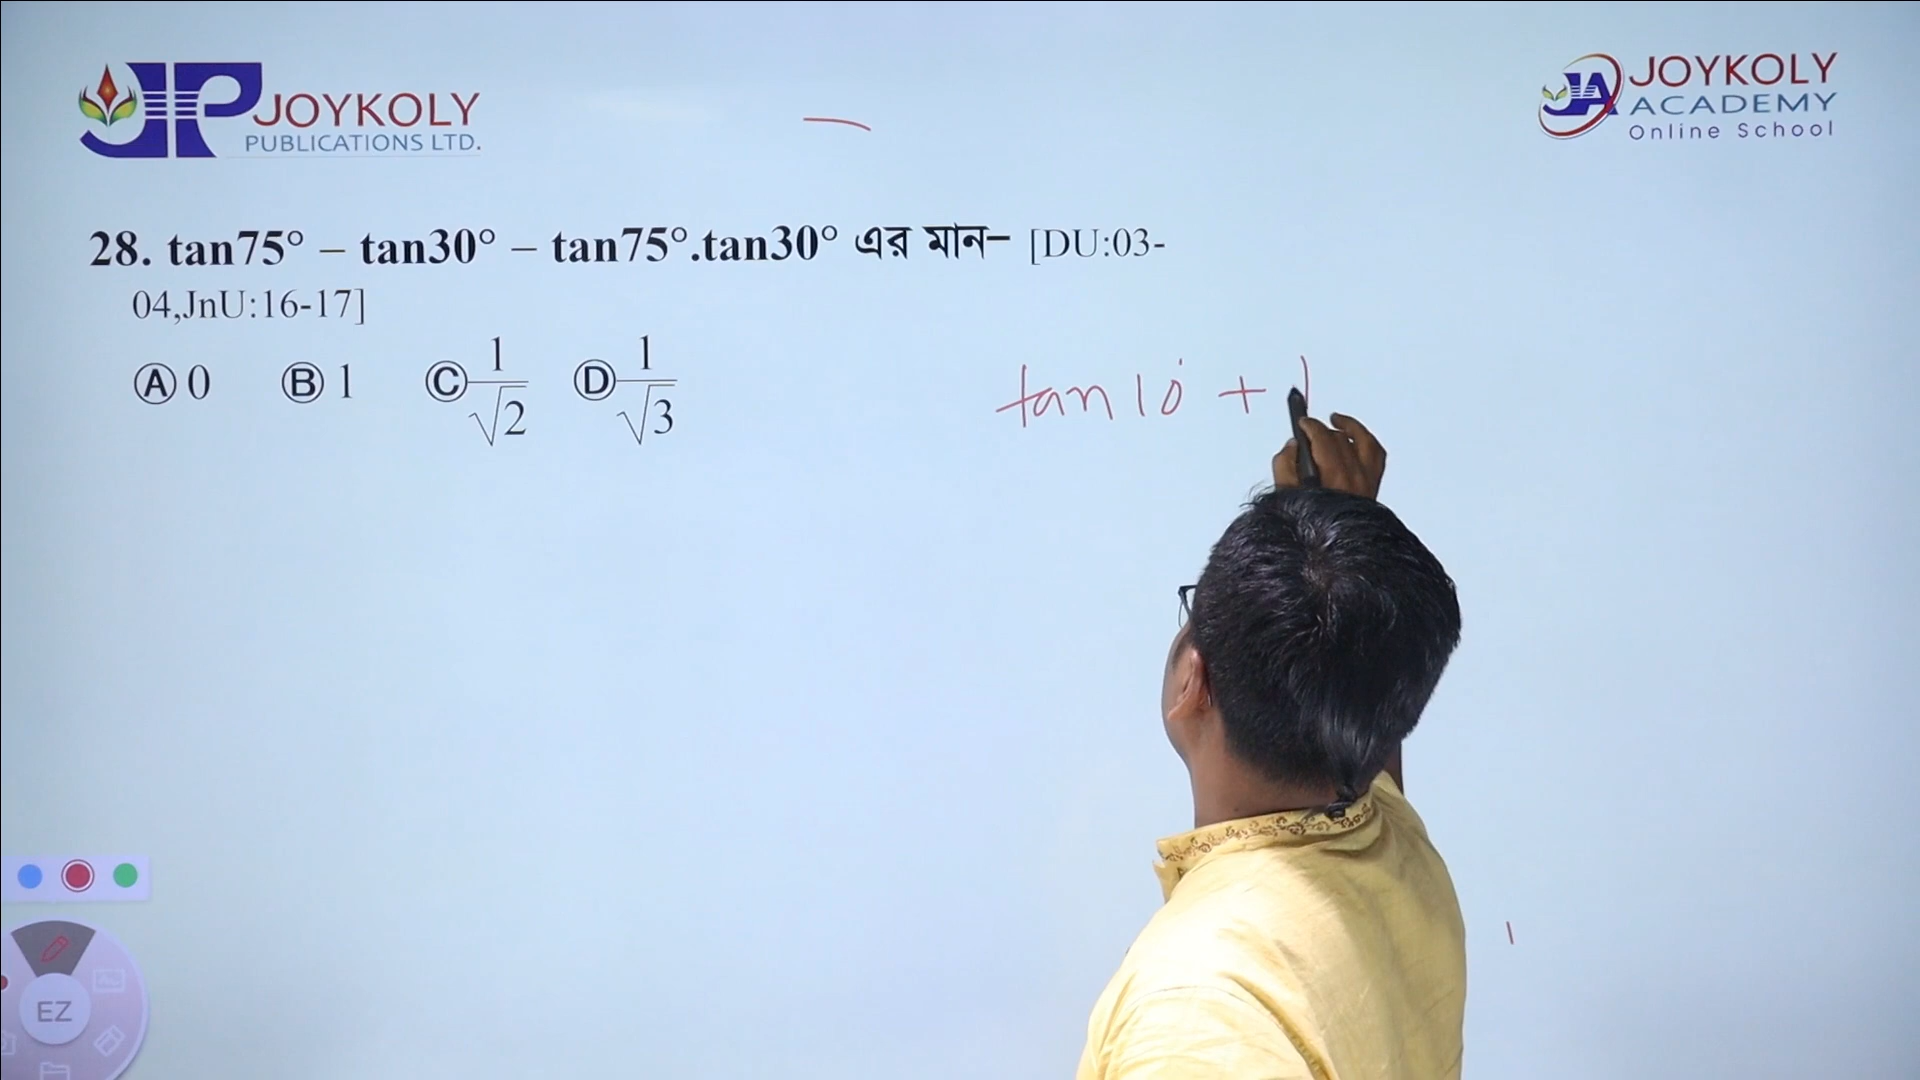 JOYKOLY
PUBLICATIONS LTD.
JOYKOLY
ACADEMY
Online School
28. tan75° – tan30° – tan75°.tan30° এর মান– [DU:03-
04,JnU:16-17]
Ⓐ 0 Ⓑ 1 Ⓒ 1/√2 Ⓓ 1/√3
tan 10° +
EZ